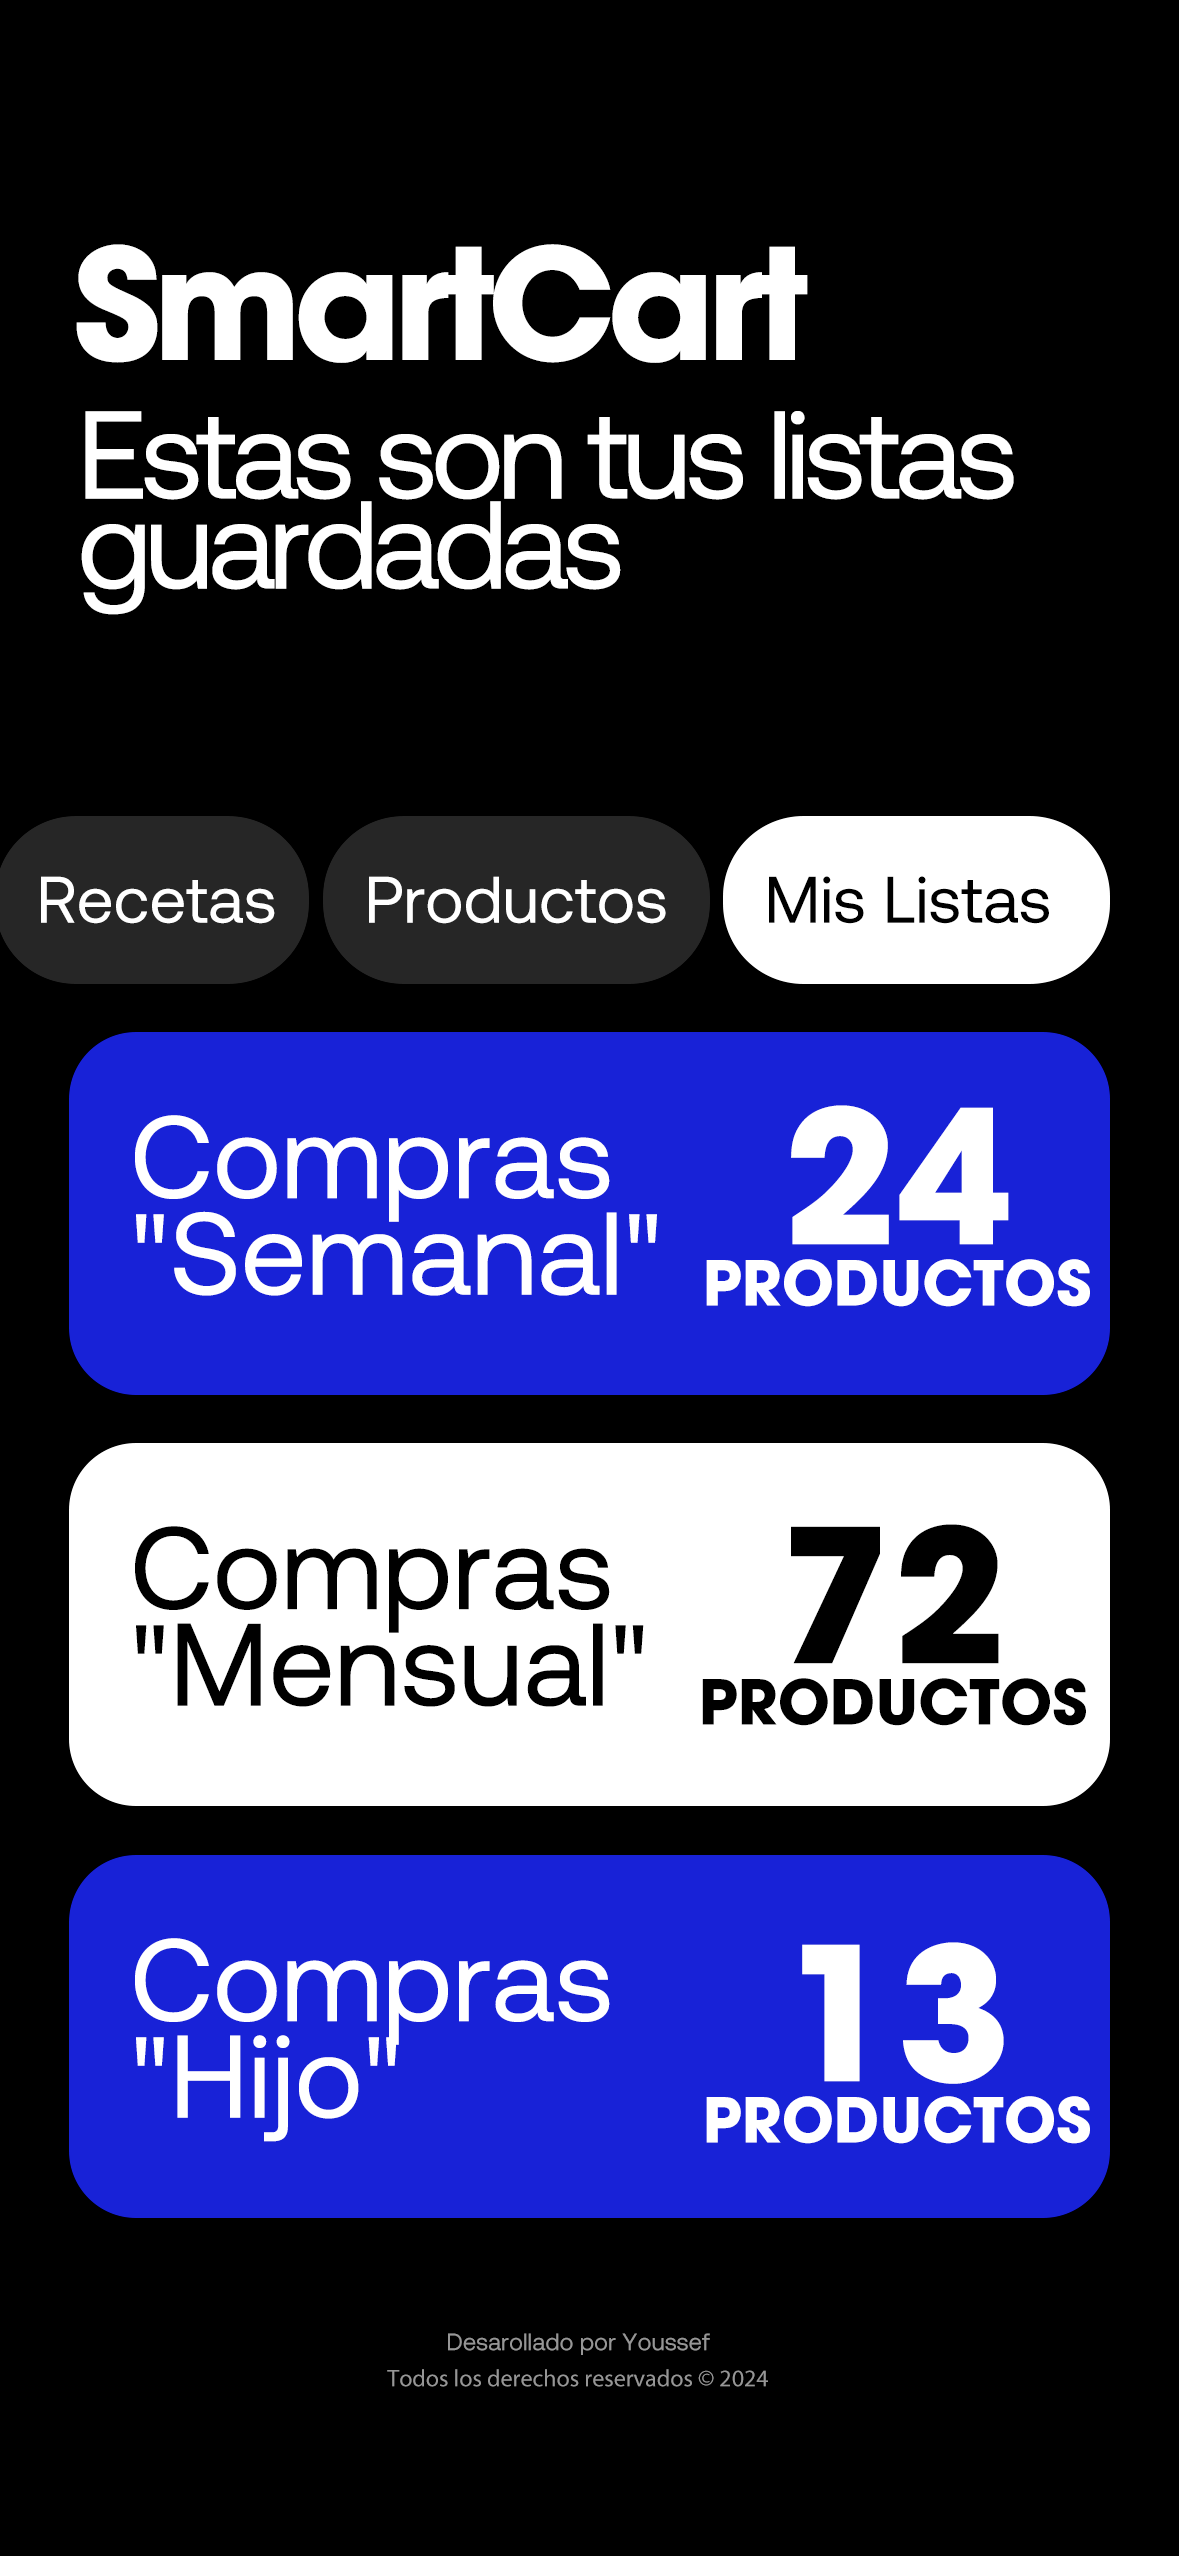 SmartCart
Estas son tus listas
guardadas
Recetas
Productos
Mis Listas
Compras
"Semanal"
24
PRODUCTOS
Compras
"Mensual"
72
PRODUCTOS
Compras
"Hijo"
13
PRODUCTOS
Desarollado por Youssef
Todos los derechos reservados © 2024